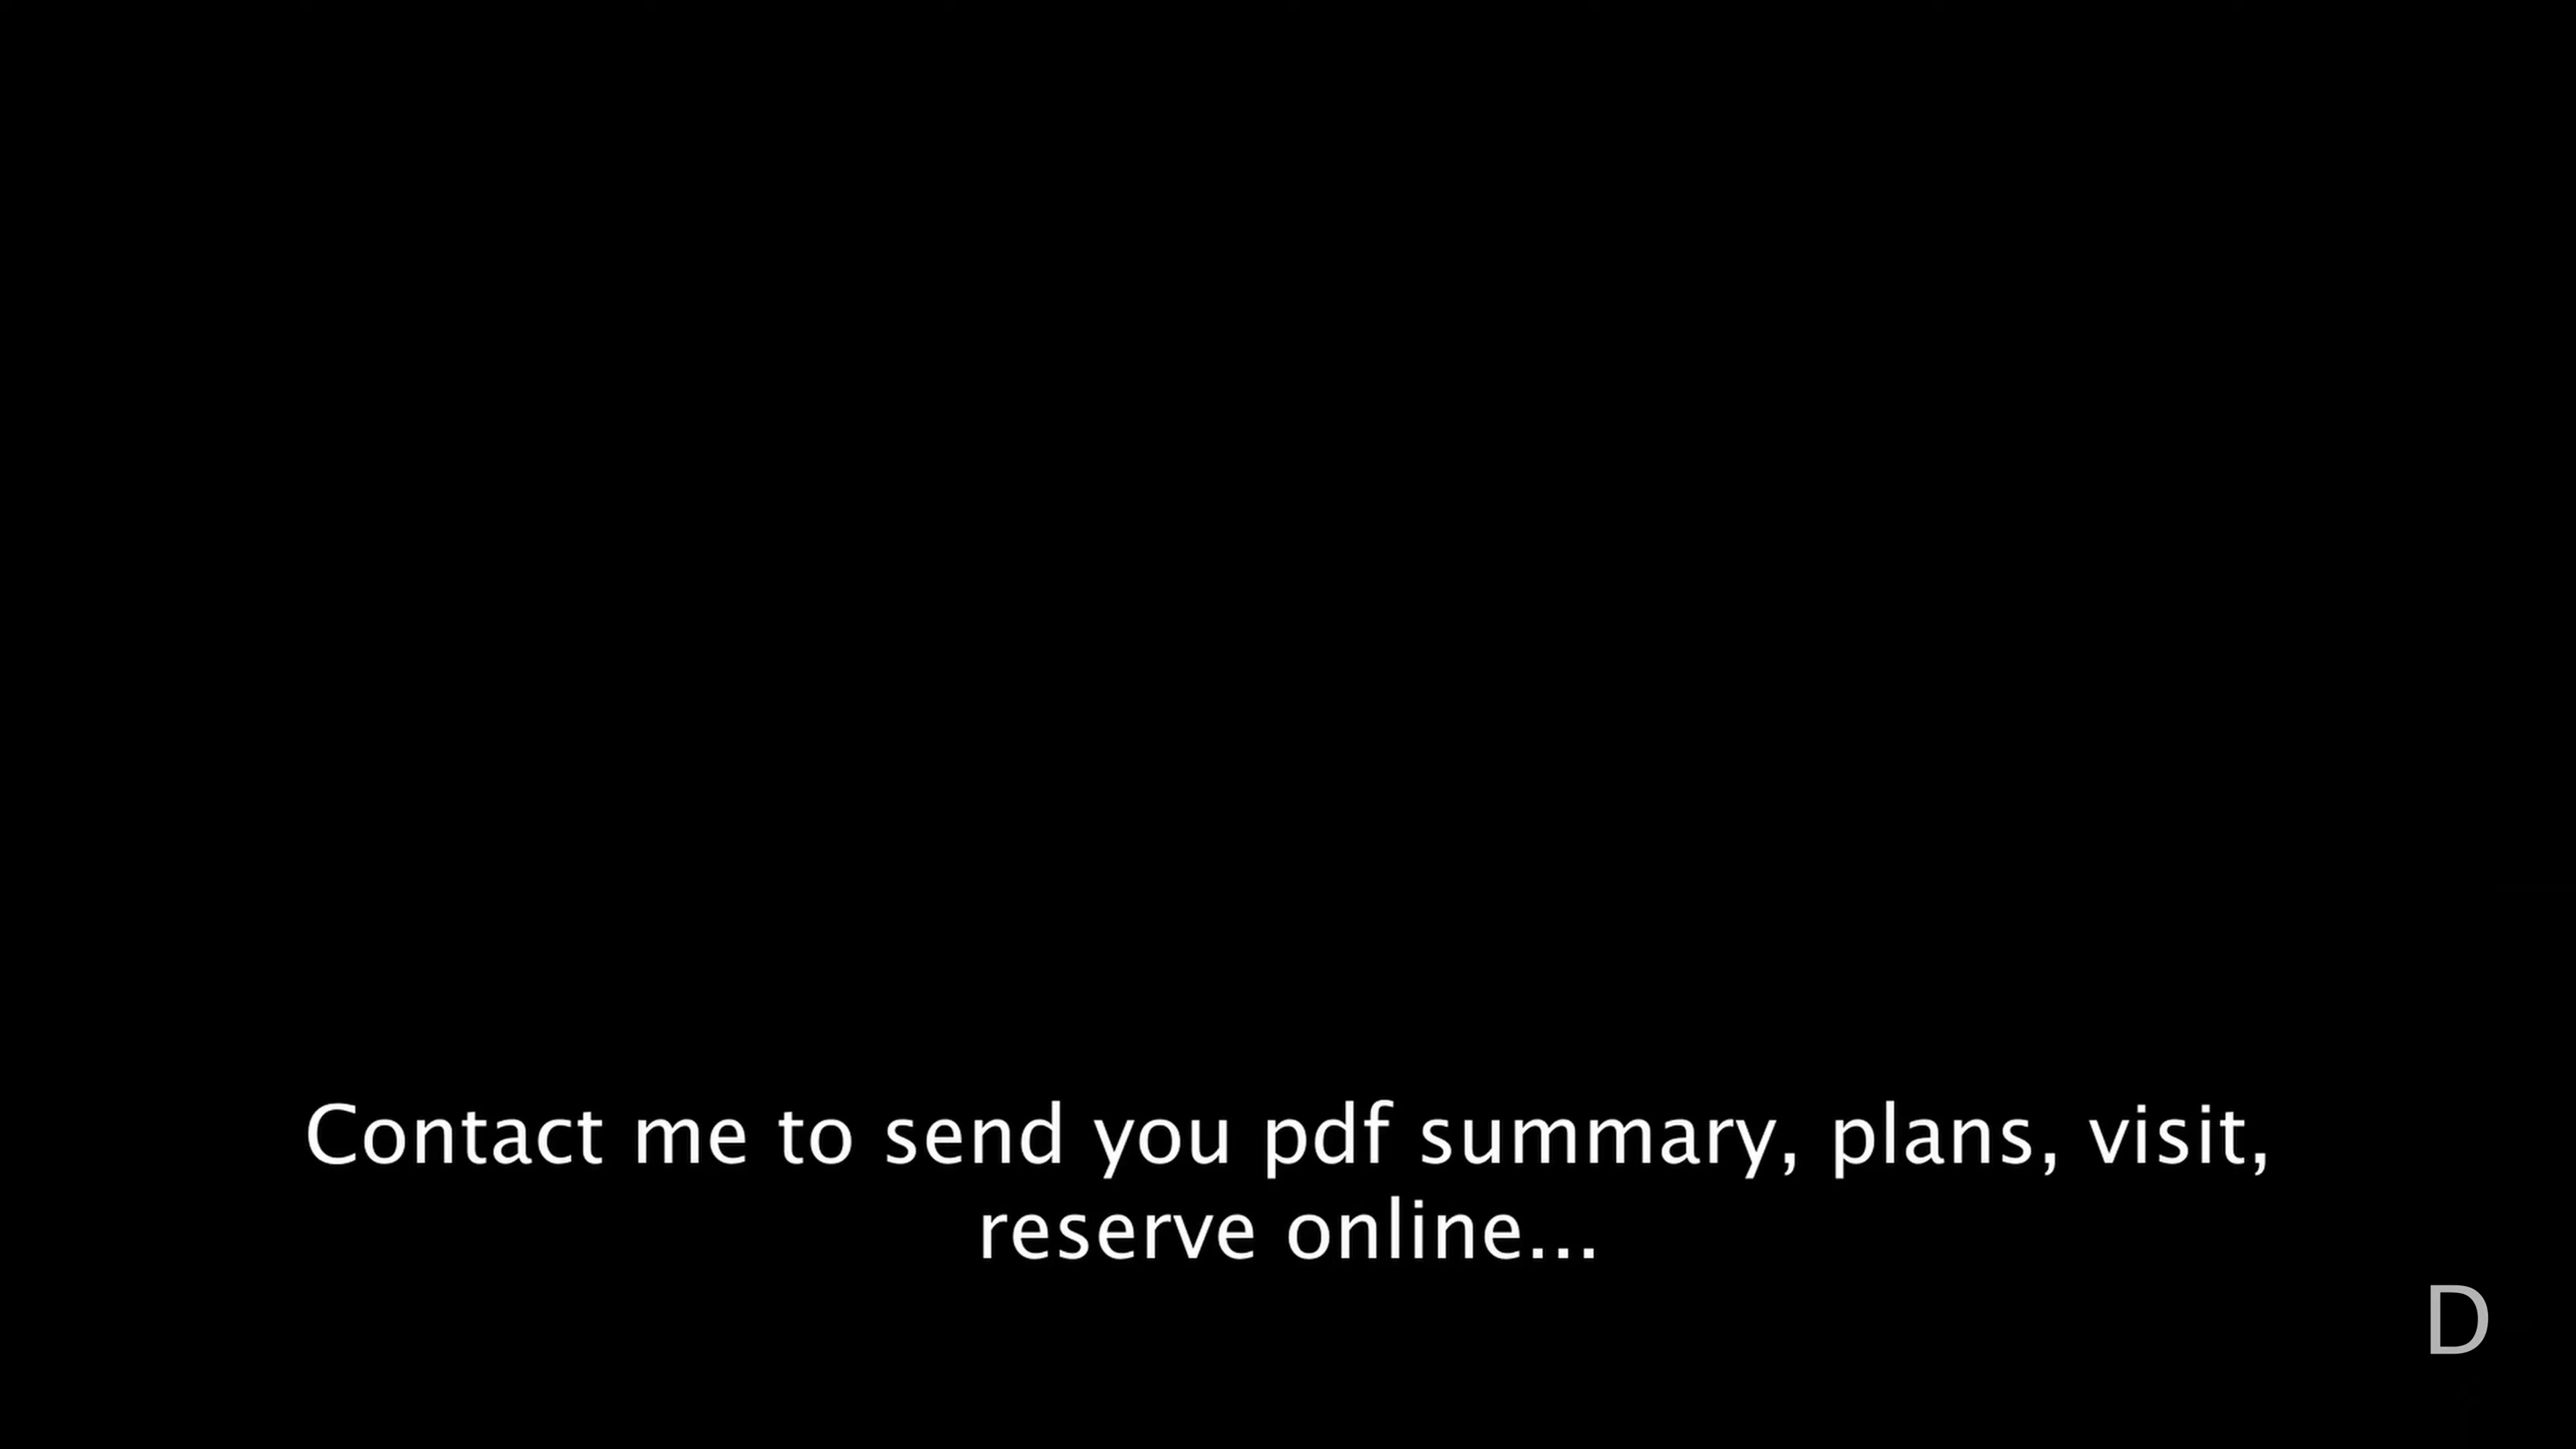 Contact me to send you pdf summary, plans, visit,
reserve online...
D